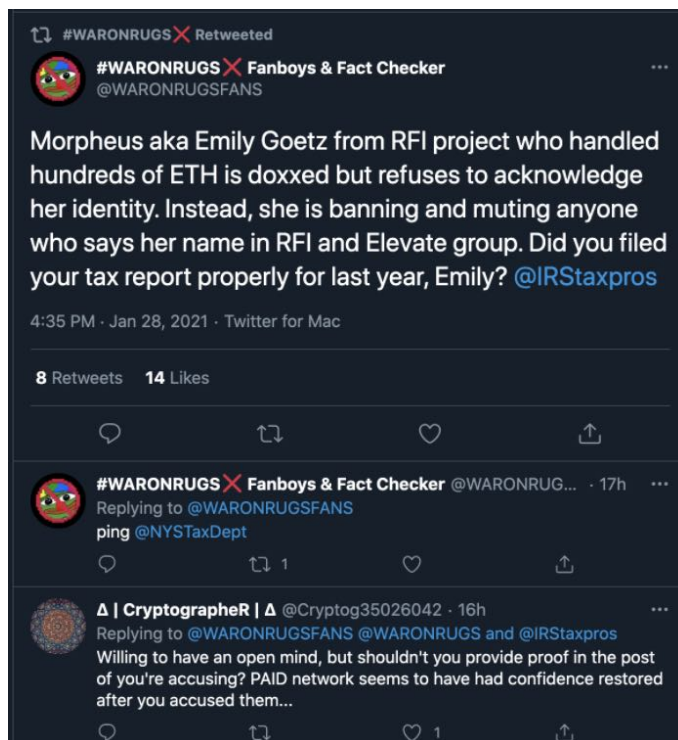 #WARONRUGS❌ Retweeted
#WARONRUGS❌ Fanboys & Fact Checker
@WARONRUGSFANS
Morpheus aka Emily Goetz from RFI project who handled
hundreds of ETH is doxxed but refuses to acknowledge
her identity. Instead, she is banning and muting anyone
who says her name in RFI and Elevate group. Did you filed
your tax report properly for last year, Emily? @IRStaxpros
4:35 PM · Jan 28, 2021 · Twitter for Mac
8 Retweets 14 Likes
#WARONRUGS❌ Fanboys & Fact Checker @WARONRUG... · 17h
Replying to @WARONRUGSFANS
ping @NYSTaxDept
1
Δ | CryptographeR | Δ @Cryptog35026042 · 16h
Replying to @WARONRUGSFANS @WARONRUGS and @IRStaxpros
Willing to have an open mind, but shouldn't you provide proof in the post
of you're accusing? PAID network seems to have had confidence restored
after you accused them...
1